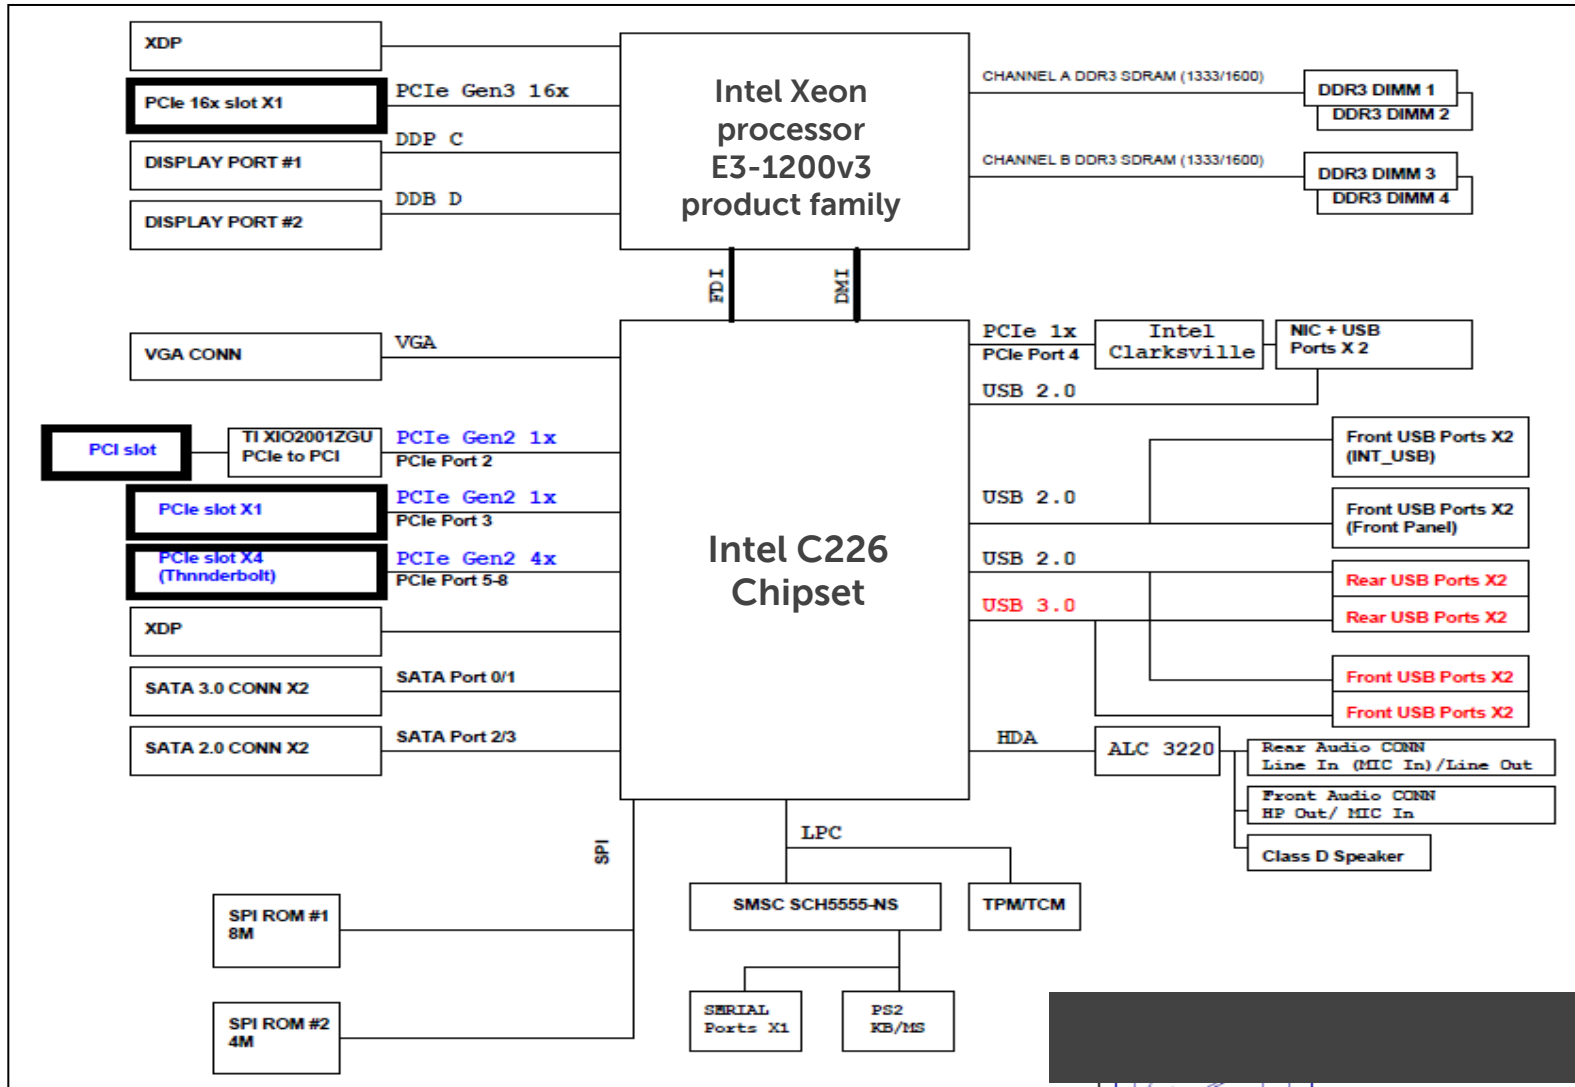 XDP
PCIe 16x slot X1
PCIe Gen3 16x
DISPLAY PORT #1
DDP C
DISPLAY PORT #2
DDB D
Intel Xeon
processor
E3-1200v3
product family
CHANNEL A DDR3 SDRAM (1333/1600)
DDR3 DIMM 1
DDR3 DIMM 2
CHANNEL B DDR3 SDRAM (1333/1600)
DDR3 DIMM 3
DDR3 DIMM 4
FDI
DMI
VGA CONN
VGA
PCI slot
TI XIO2001ZGU
PCIe to PCI
PCIe Gen2 1x
PCIe Port 2
PCIe slot X1
PCIe Gen2 1x
PCIe Port 3
PCIe slot X4
(Thnnderbolt)
PCIe Gen2 4x
PCIe Port 5-8
XDP
SATA 3.0 CONN X2
SATA Port 0/1
SATA 2.0 CONN X2
SATA Port 2/3
Intel C226
Chipset
PCIe 1x
PCIe Port 4
Intel
Clarksville
NIC + USB
Ports X 2
USB 2.0
Front USB Ports X2
(INT_USB)
USB 2.0
Front USB Ports X2
(Front Panel)
USB 2.0
Rear USB Ports X2
USB 3.0
Rear USB Ports X2
Front USB Ports X2
Front USB Ports X2
HDA
ALC 3220
Rear Audio CONN
Line In (MIC In)/Line Out
Front Audio CONN
HP Out/ MIC In
Class D Speaker
SPI
LPC
SMSC SCH5555-NS
TPM/TCM
SPI ROM #1
8M
SPI ROM #2
4M
SERIAL
Ports X1
PS2
KB/MS